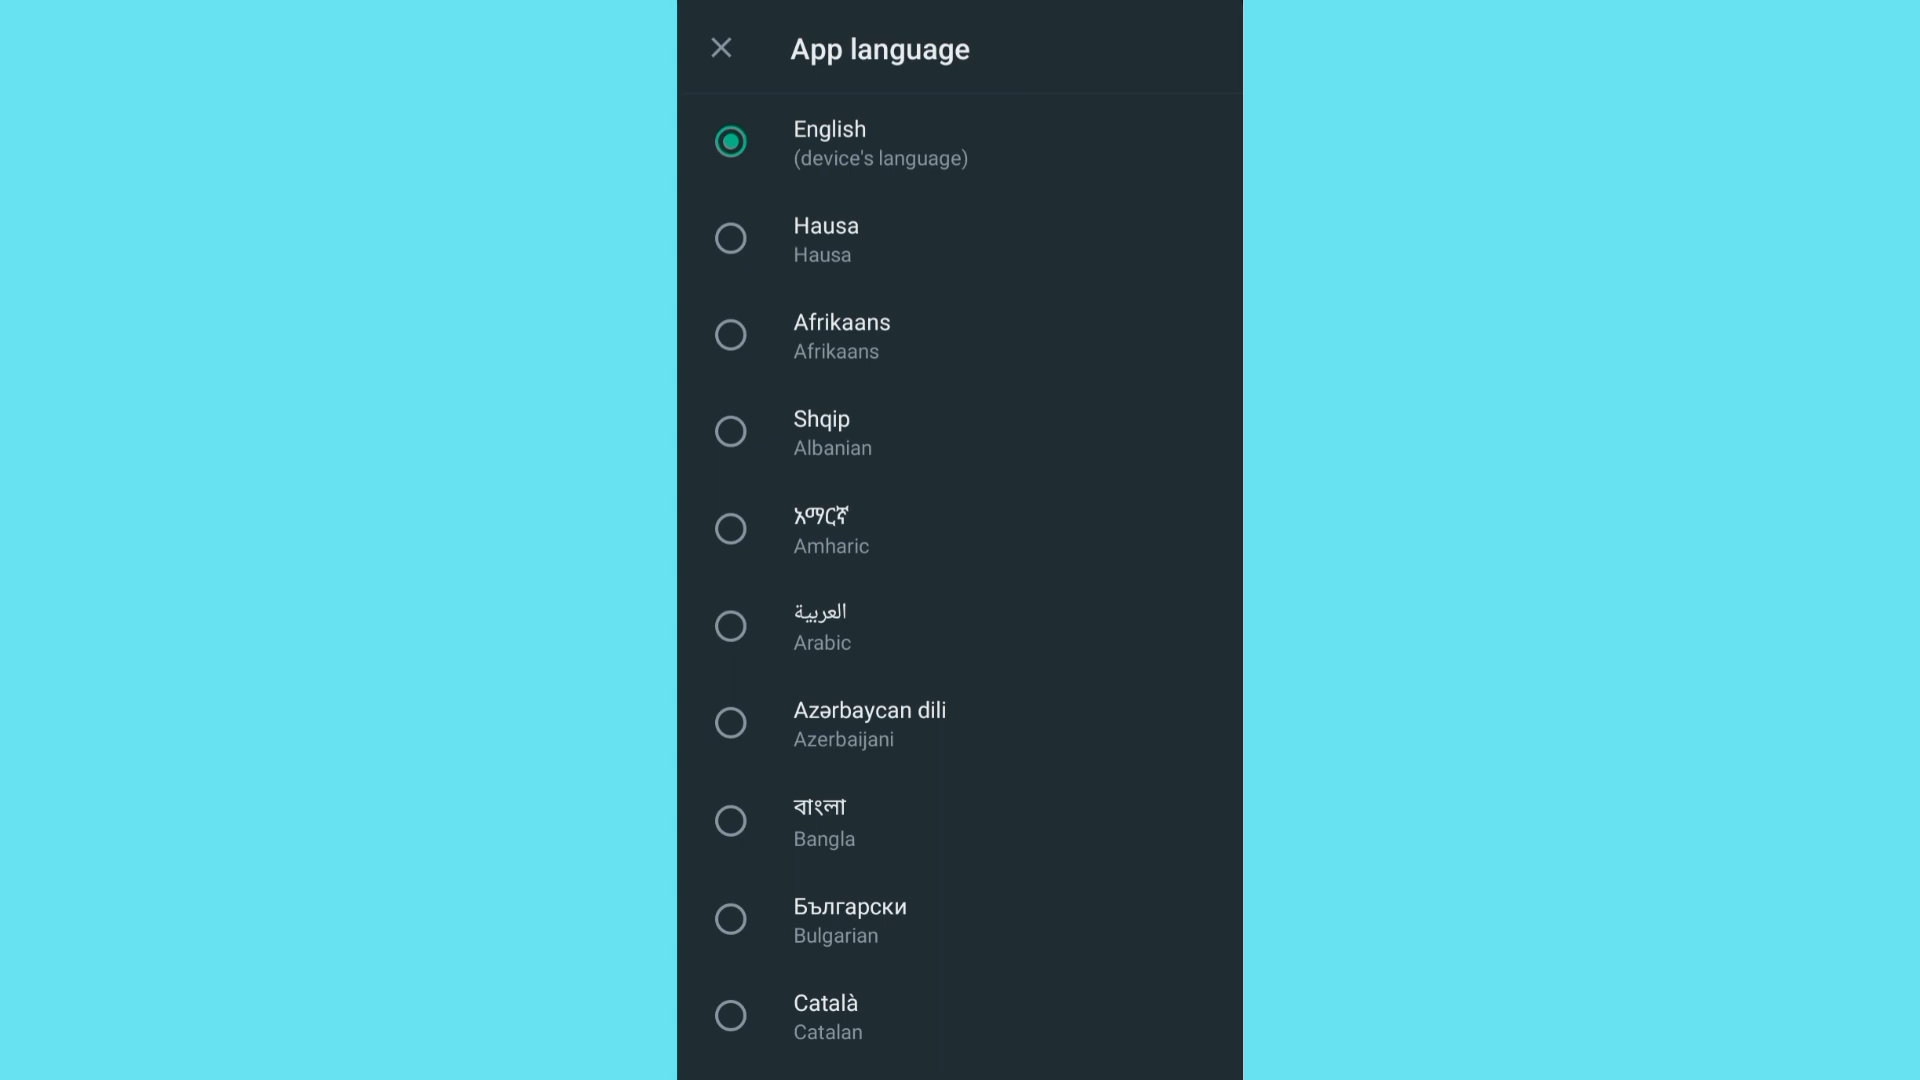 App language
English
(device's language)
Hausa
Hausa
Afrikaans
Afrikaans
Shqip
Albanian
አማርኛ
Amharic
العربية
Arabic
Azərbaycan dili
Azerbaijani
বাংলা
Bangla
Български
Bulgarian
Català
Catalan